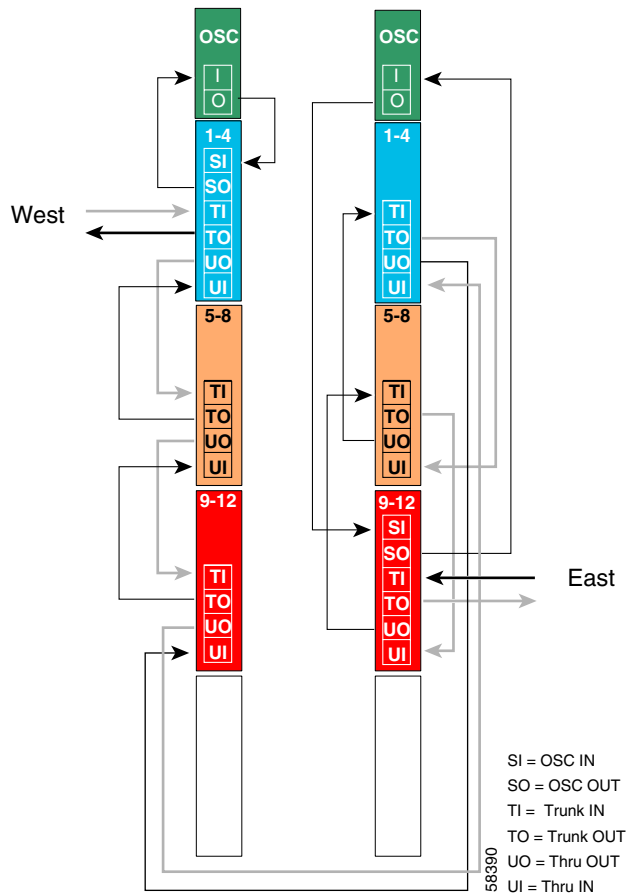 OSC
I
O
1-4
SI
SO
TI
TO
UO
UI
5-8
TI
TO
UO
UI
9-12
TI
TO
UO
UI
West
OSC
I
O
1-4
TI
TO
UO
UI
5-8
TI
TO
UO
UI
9-12
SI
SO
TI
TO
UO
UI
East
SI = OSC IN
SO = OSC OUT
TI = Trunk IN
TO = Trunk OUT
UO = Thru OUT
UI = Thru IN
58390